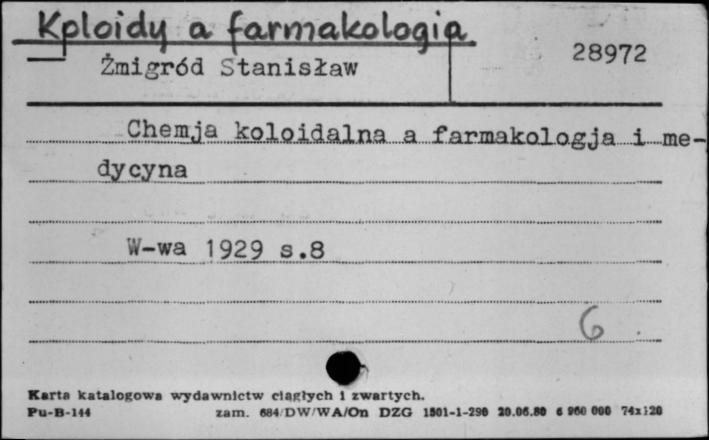 Koloidy a farmakologia
28972
Żmigród Stanisław
Chemja koloidalna a farmakologja i me-
dycyna
W-wa 1929 s.8
6
Karta katalogowa wydawnictw ciągłych i zwartych.
Pu-B-144 zam. 684/DW/WA/On DZG 1501-1-290 20.06.80 6 960 000 74x120